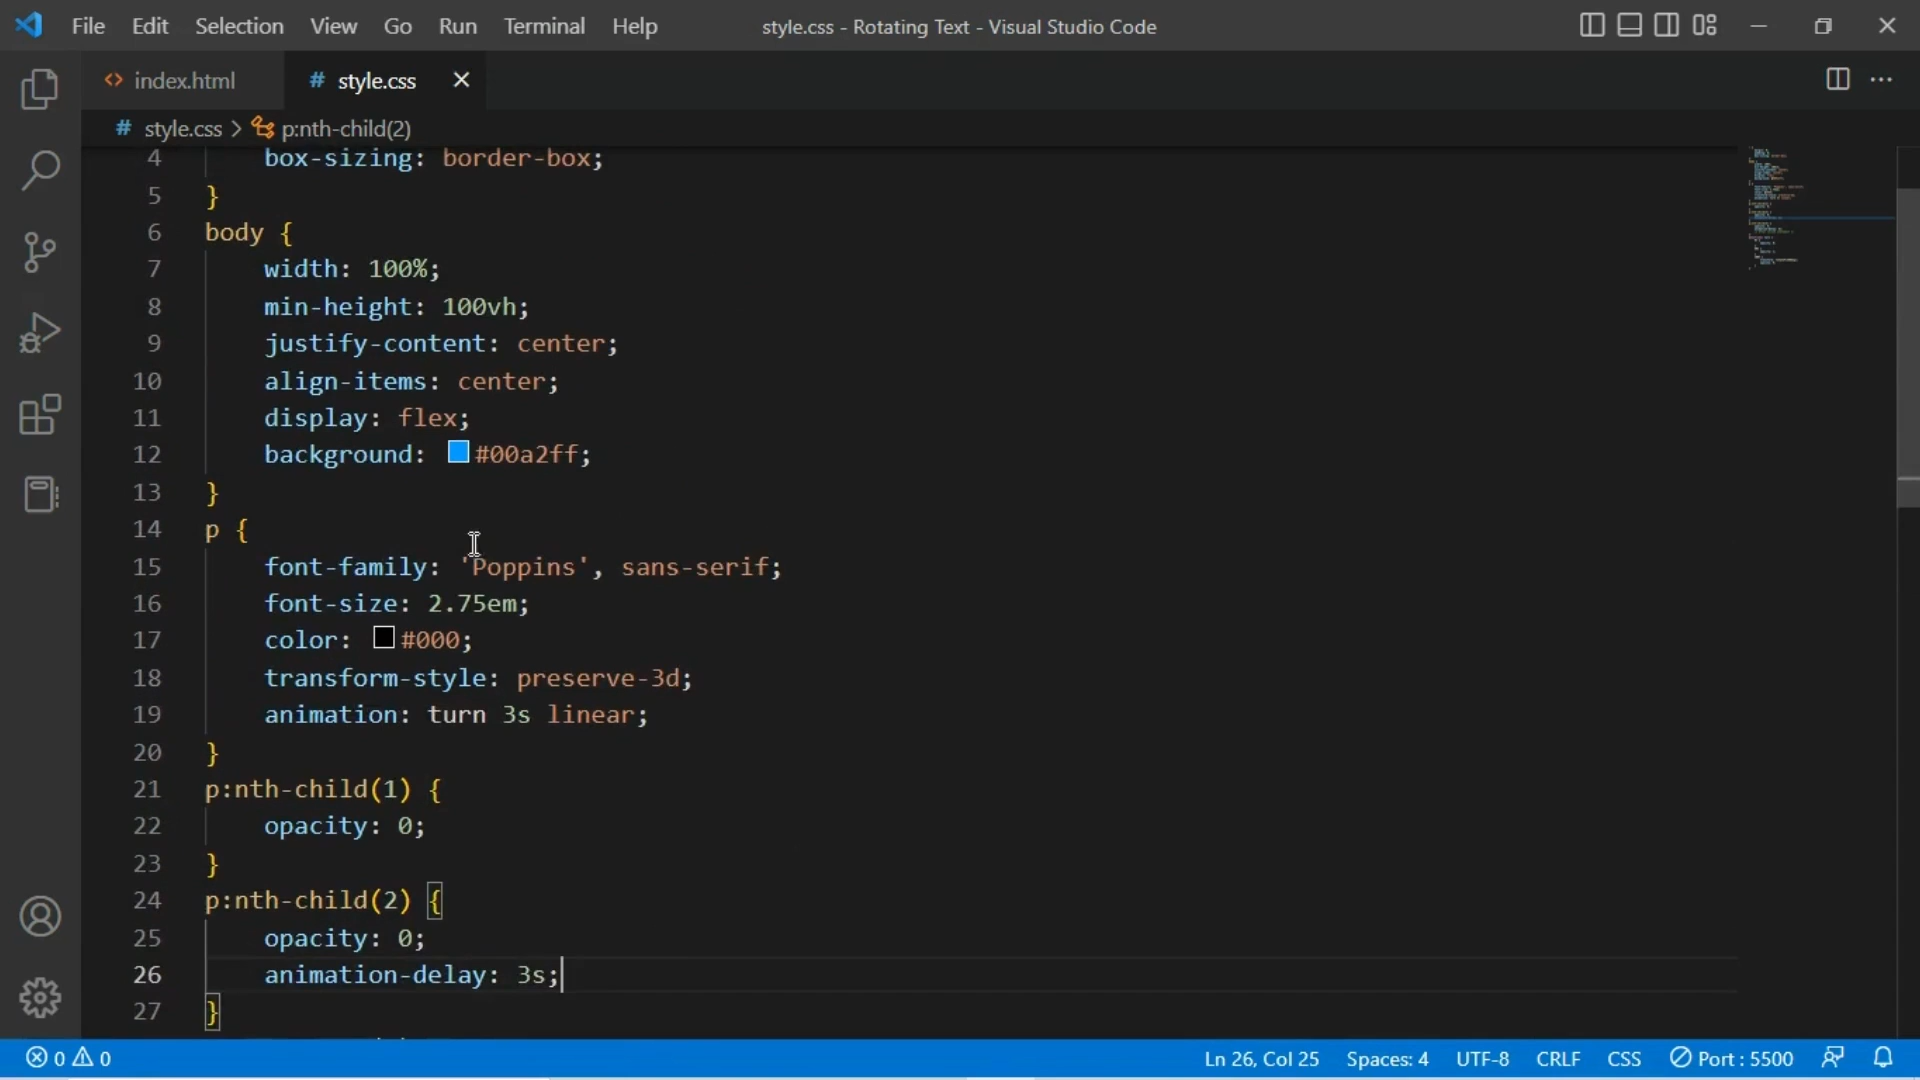 File Edit Selection View Go Run Terminal Help style.css - Rotating Text - Visual Studio Code
<> index.html # style.css
# style.css > p:nth-child(2)
4 box-sizing: border-box;
5 }
6 body {
7 width: 100%;
8 min-height: 100vh;
9 justify-content: center;
10 align-items: center;
11 display: flex;
12 background: #00a2ff;
13 }
14 p {
15 font-family: 'Poppins', sans-serif;
16 font-size: 2.75em;
17 color: #000;
18 transform-style: preserve-3d;
19 animation: turn 3s linear;
20 }
21 p:nth-child(1) {
22 opacity: 0;
23 }
24 p:nth-child(2) {
25 opacity: 0;
26 animation-delay: 3s;
27 }
0 0 Ln 26, Col 25 Spaces: 4 UTF-8 CRLF CSS Port : 5500